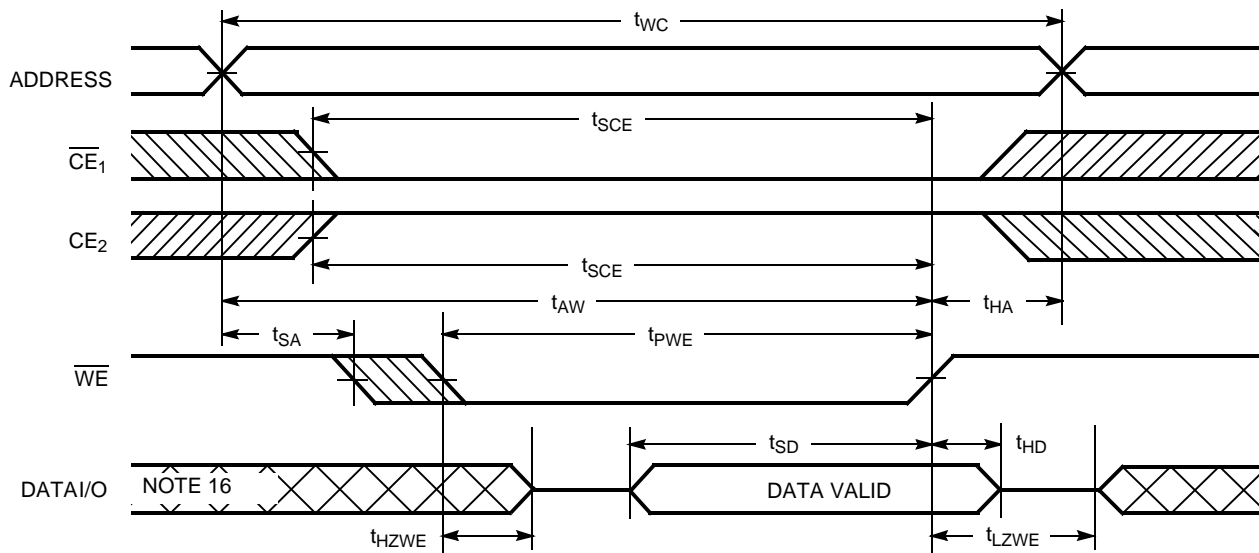 tWC
ADDRESS
tSCE
CE1
CE2
tSCE
tAW
tHA
tSA
tPWE
WE
tSD
tHD
DATAI/O
NOTE 16
DATA VALID
tHZWE
tLZWE